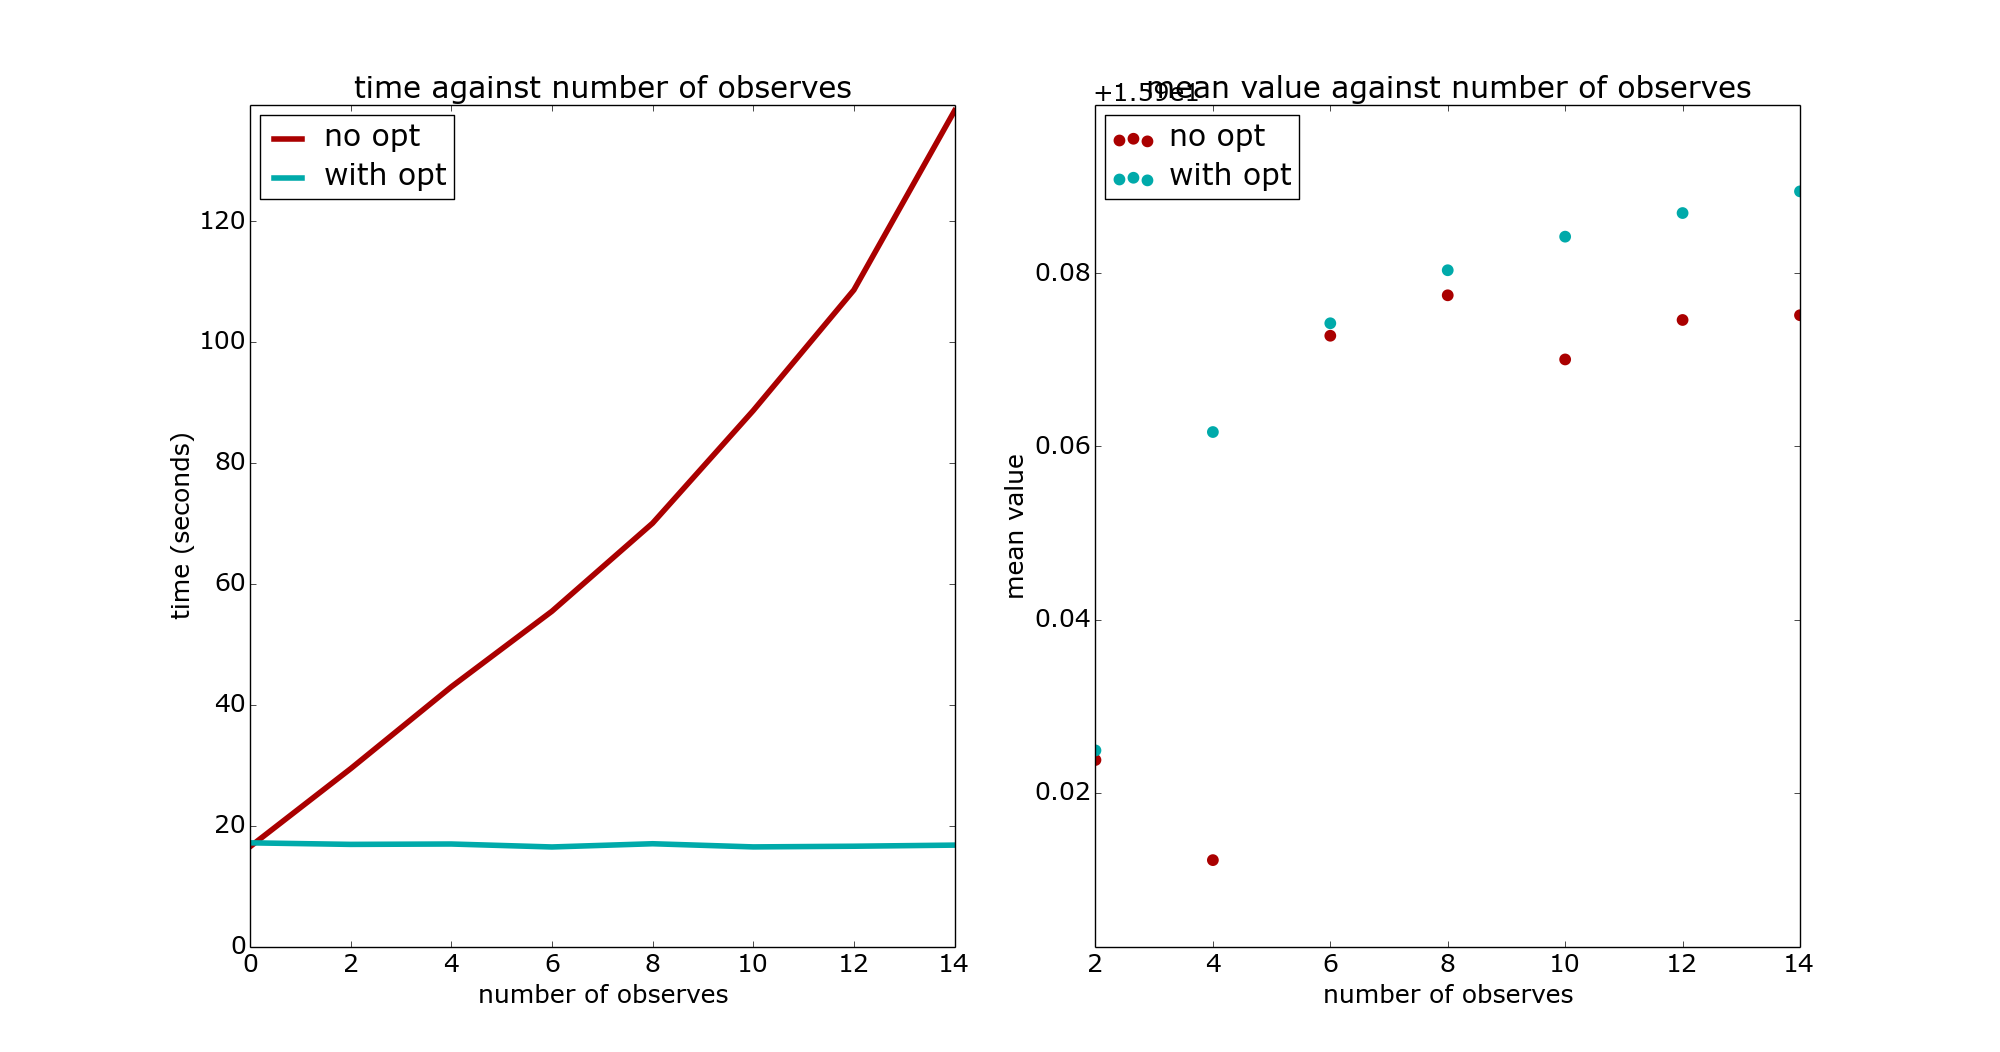 time against number of observes
no opt
with opt
120
100
80
60
40
20
0
time (seconds)
0 2 4 6 8 10 12 14
number of observes
mean value against number of observes
+1.59e1
no opt
with opt
0.08
0.06
0.04
0.02
mean value
2 4 6 8 10 12 14
number of observes